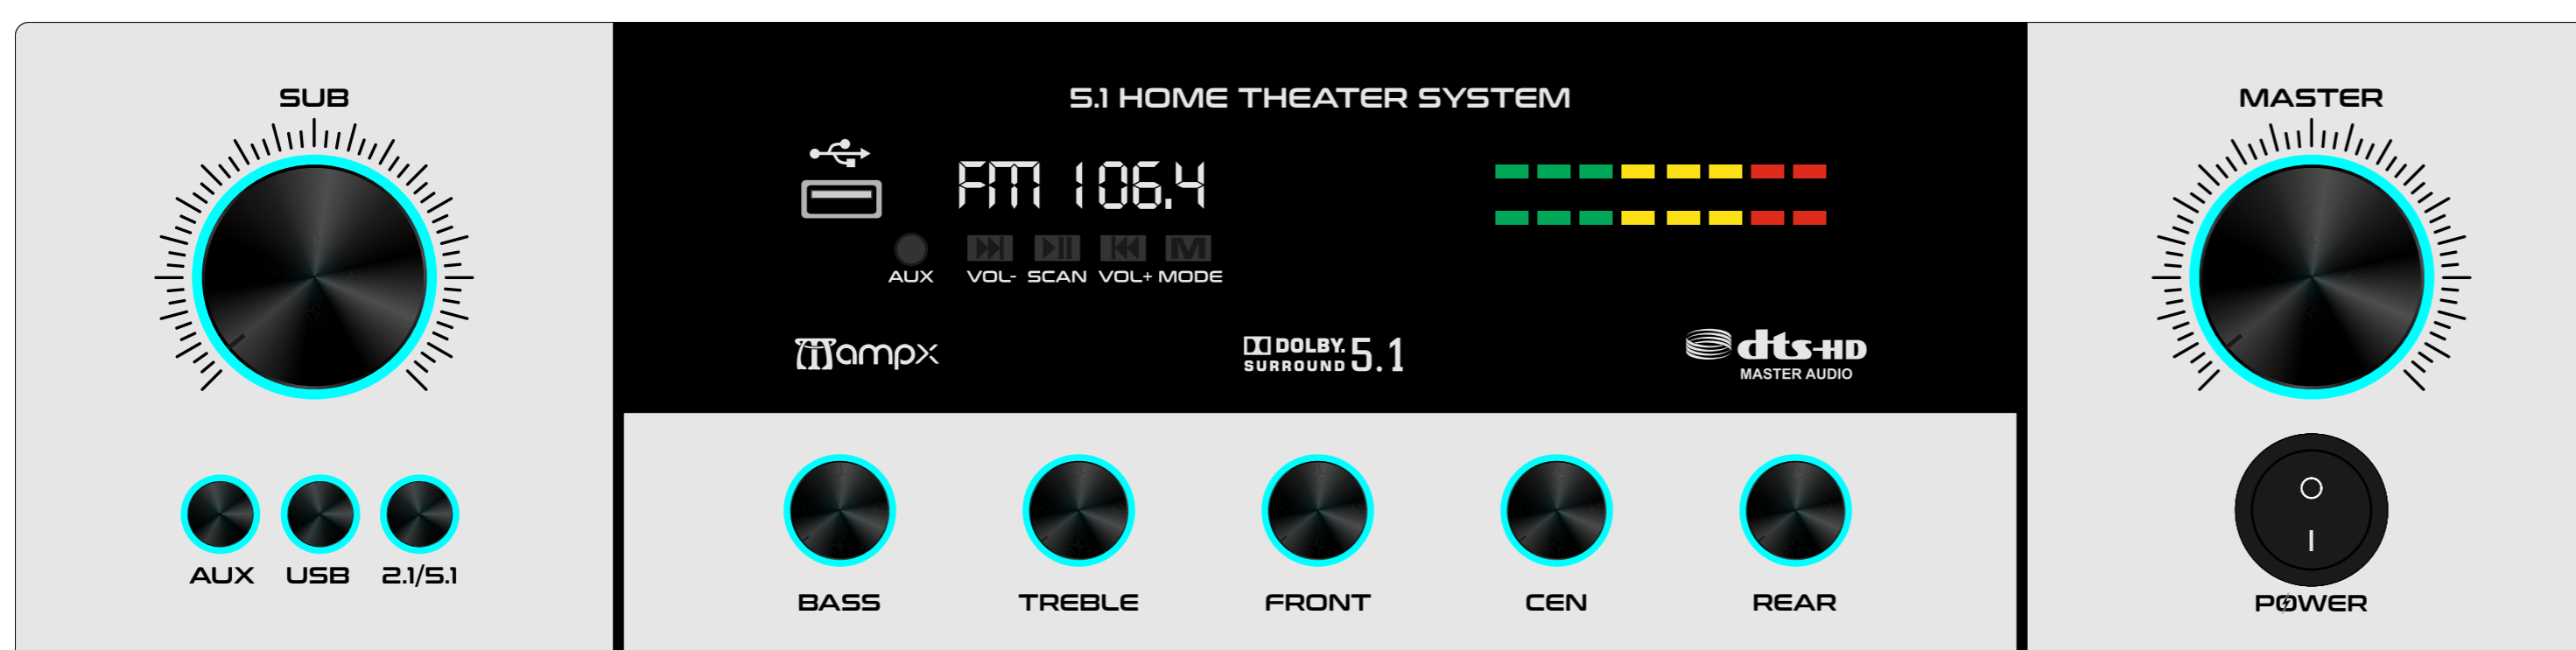 SUB
5.1 HOME THEATER SYSTEM
MASTER
FM 106.4
M
AUX VOL- SCAN VOL+ MODE
ampx
DOLBY.
SURROUND 5.1
dts-HD
MASTER AUDIO
AUX USB 2.1/5.1
BASS TREBLE FRONT CEN REAR
POWER